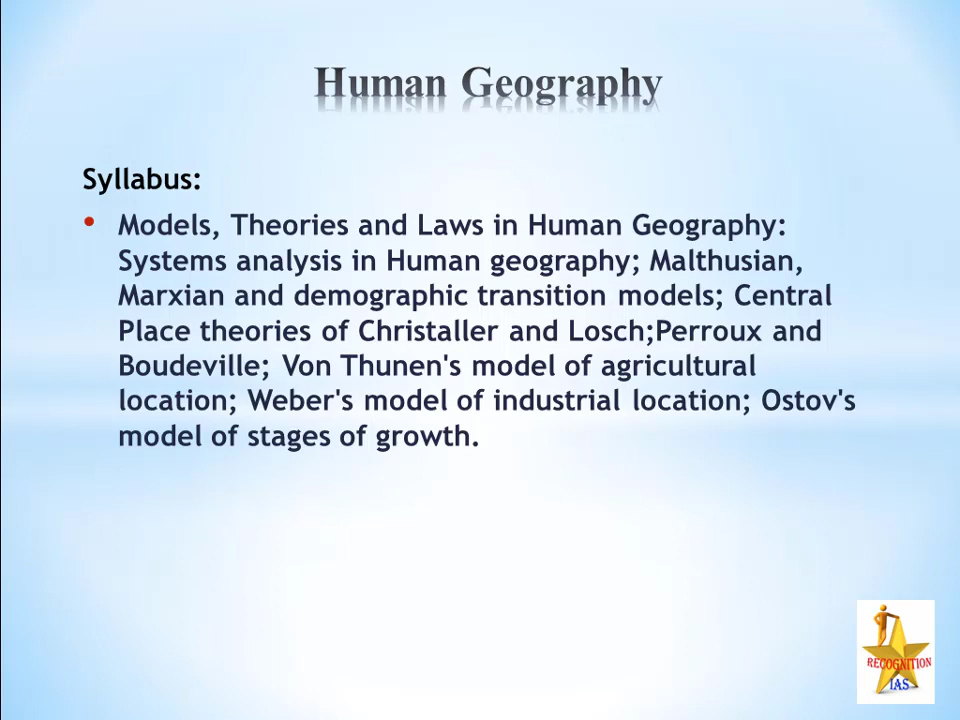 Human Geography
Syllabus:
• Models, Theories and Laws in Human Geography:
Systems analysis in Human geography; Malthusian,
Marxian and demographic transition models; Central
Place theories of Christaller and Losch;Perroux and
Boudeville; Von Thunen's model of agricultural
location; Weber's model of industrial location; Ostov's
model of stages of growth.
RECOGNITION
IAS